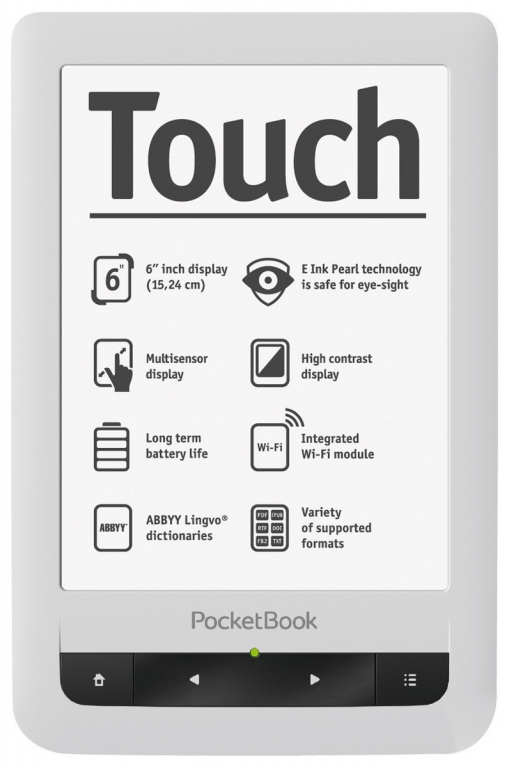 Touch
6"
6″ inch display
(15,24 cm)
E Ink Pearl technology
is safe for eye-sight
Multisensor
display
High contrast
display
Long term
battery life
Wi-Fi
Integrated
Wi-Fi module
ABBYY®
ABBYY Lingvo®
dictionaries
PDF EPUB
RTF DOC
FB2 TXT
Variety
of supported
formats
PocketBook